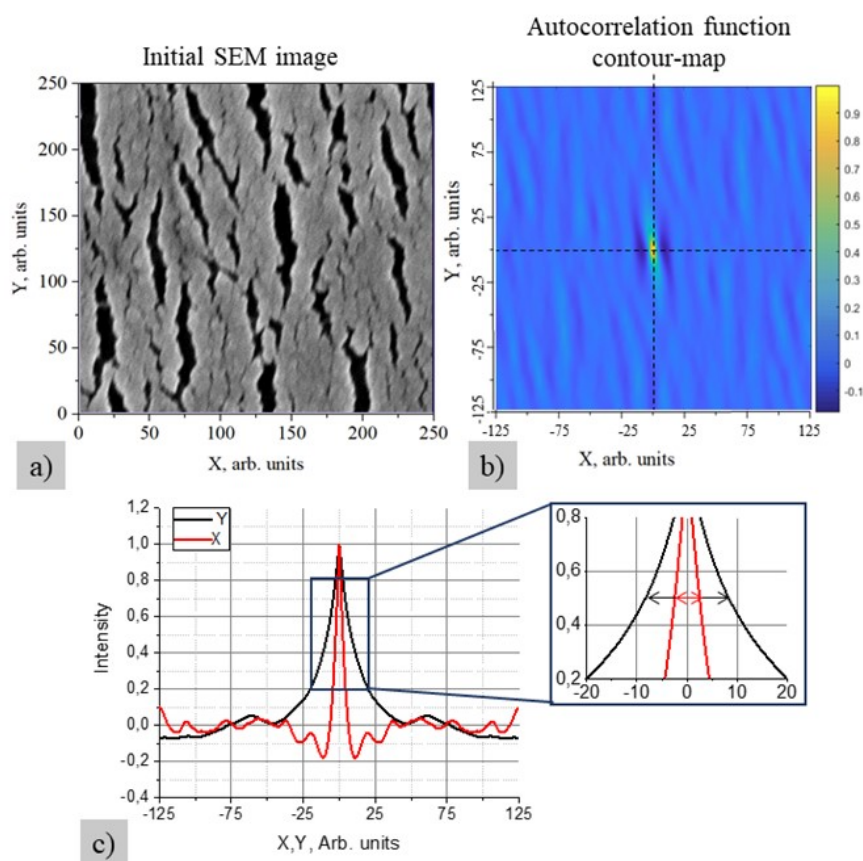 Initial SEM image
Autocorrelation function
contour-map
250
200
150
100
50
0
Y, arb. units
0 50 100 150 200 250
X, arb. units
a)
125
75
25
-25
-75
-125
Y, arb. units
-125 -75 -25 25 75 125
X, arb. units
0.9
0.8
0.7
0.6
0.5
0.4
0.3
0.2
0.1
0
-0.1
b)
1,2
1,0
0,8
0,6
0,4
0,2
0,0
-0,2
-0,4
Intensity
Y
X
-125 -75 -25 25 75 125
X,Y, Arb. units
c)
0,8
0,6
0,4
0,2
-20 -10 0 10 20